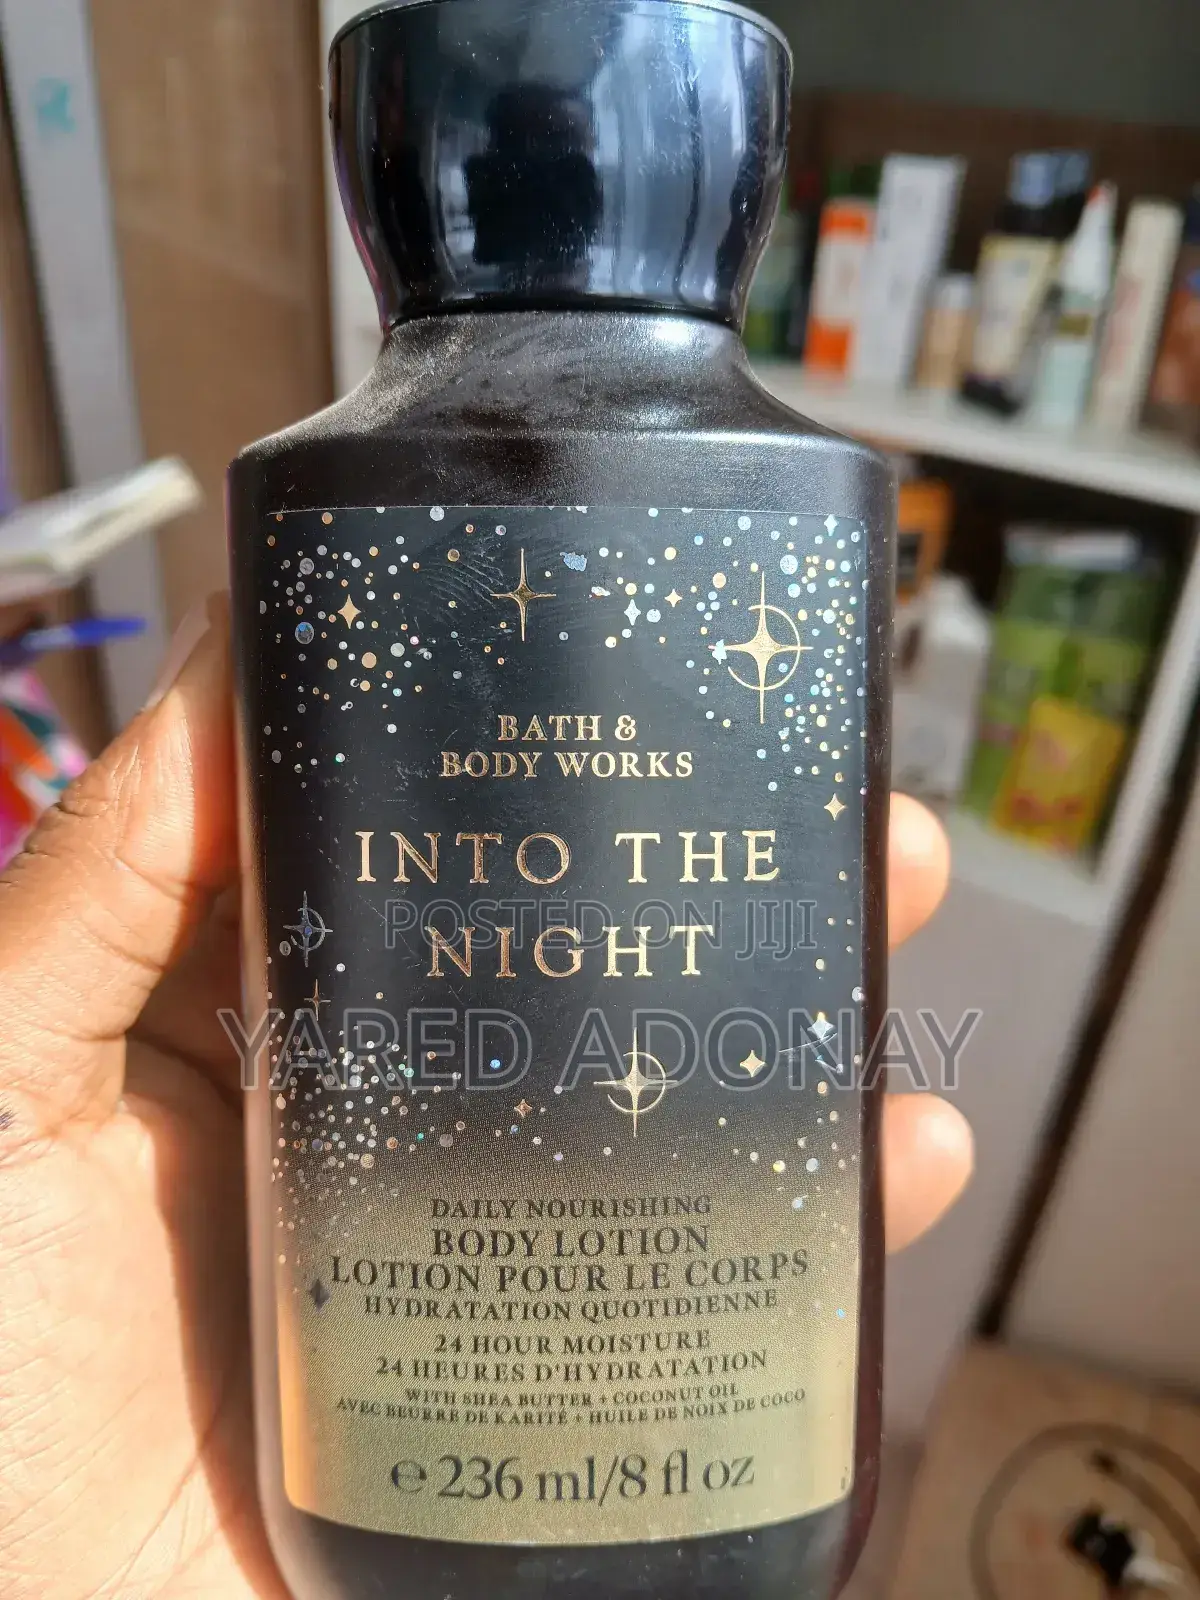 BATH &
BODY WORKS
INTO THE
POSTED ON JIJI
NIGHT
YARED ADONAY
DAILY NOURISHING
BODY LOTION
LOTION POUR LE CORPS
HYDRATATION QUOTIDIENNE
24 HOUR MOISTURE
24 HEURES D'HYDRATATION
WITH SHEA BUTTER + COCONUT OIL
AVEC BEURRE DE KARITÉ + HUILE DE NOIX DE COCO
℮ 236 ml/8 fl oz